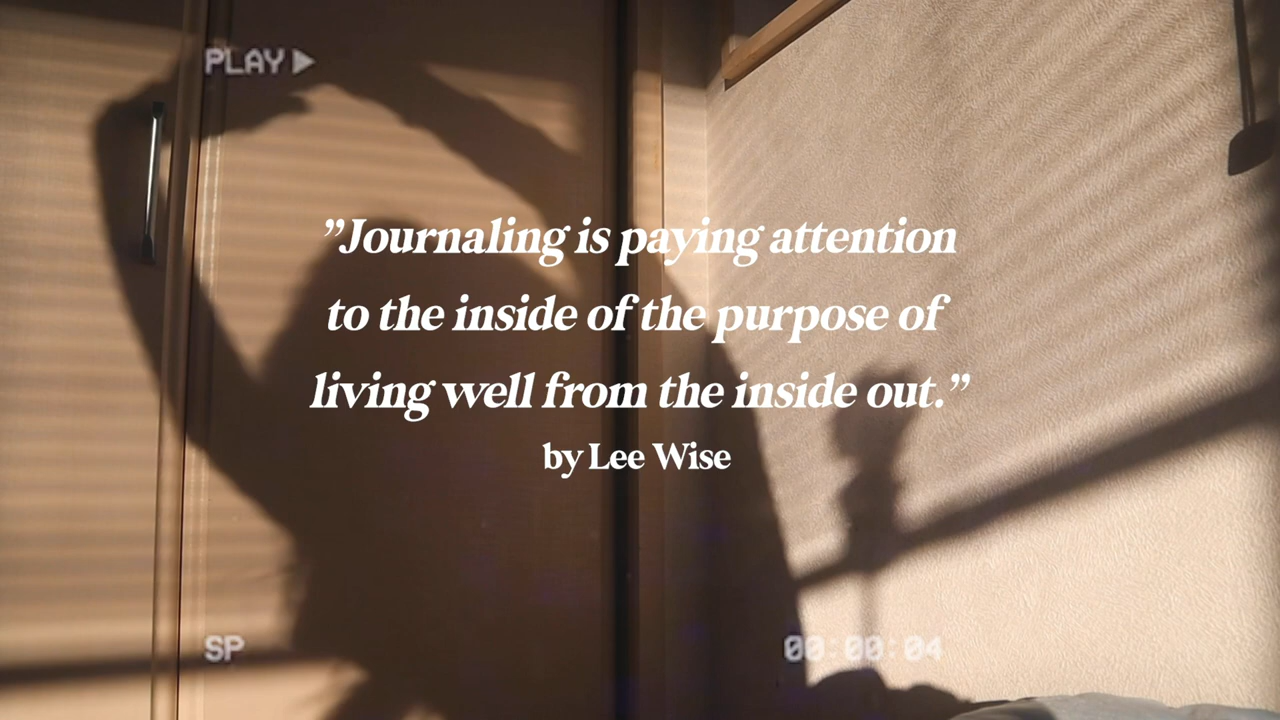 PLAY ▶
”Journaling is paying attention
to the inside of the purpose of
living well from the inside out.”
by Lee Wise
SP
00:00:04